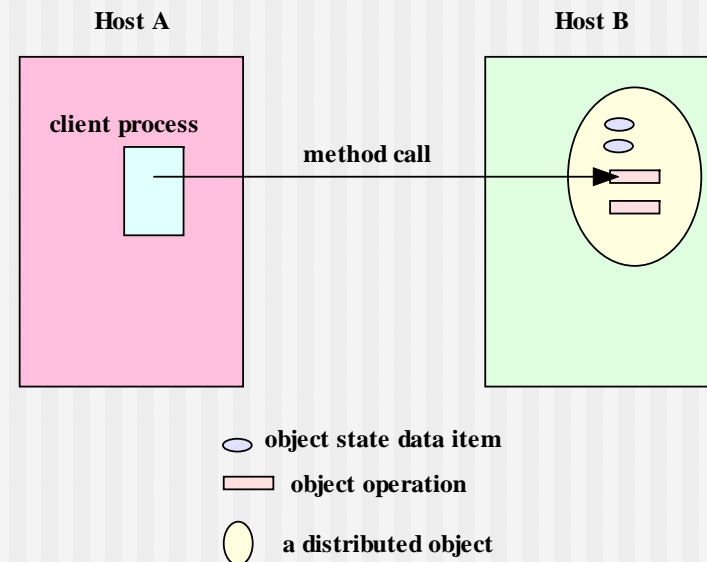 Host A
Host B
client process
method call
object state data item
object operation
a distributed object